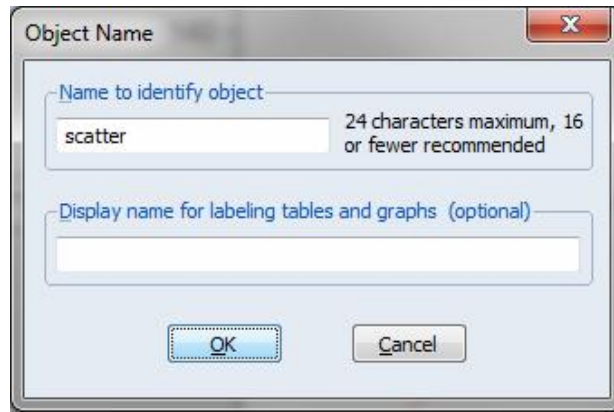 Object Name
Name to identify object
scatter
24 characters maximum, 16
or fewer recommended
Display name for labeling tables and graphs (optional)
OK
Cancel